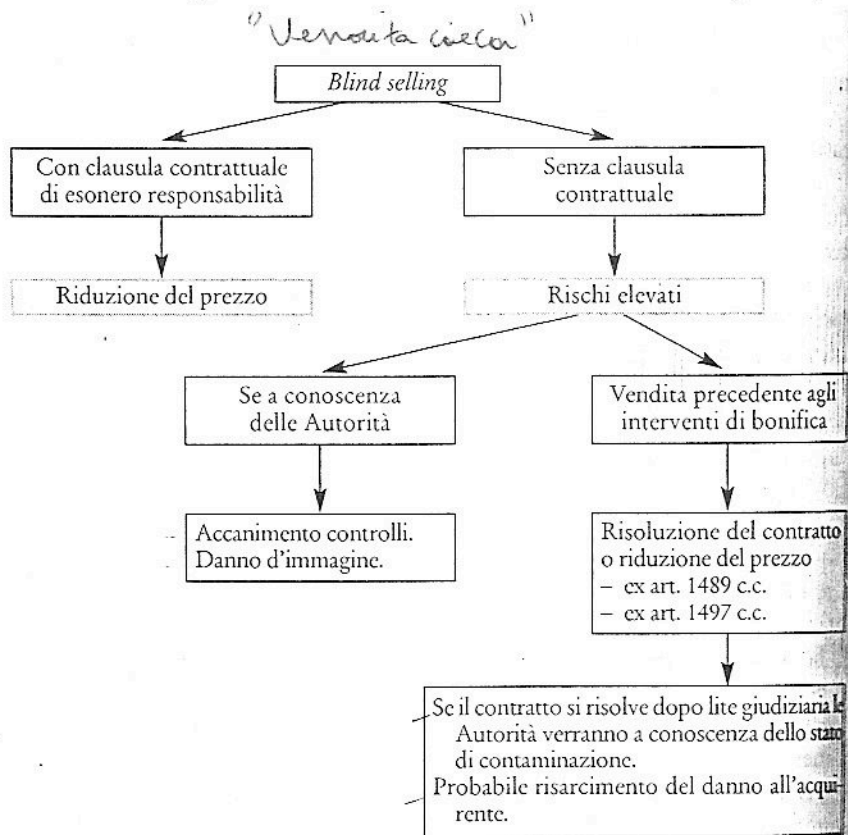 "Vendita cieca"
Blind selling
Con clausula contrattuale
di esonero responsabilità
Senza clausula
contrattuale
Riduzione del prezzo
Rischi elevati
Se a conoscenza
delle Autorità
Vendita precedente agli
interventi di bonifica
Accanimento controlli.
Danno d'immagine.
Risoluzione del contratto
o riduzione del prezzo
– ex art. 1489 c.c.
– ex art. 1497 c.c.
Se il contratto si risolve dopo lite giudiziaria le
Autorità verranno a conoscenza dello stato
di contaminazione.
Probabile risarcimento del danno all'acqui-
rente.